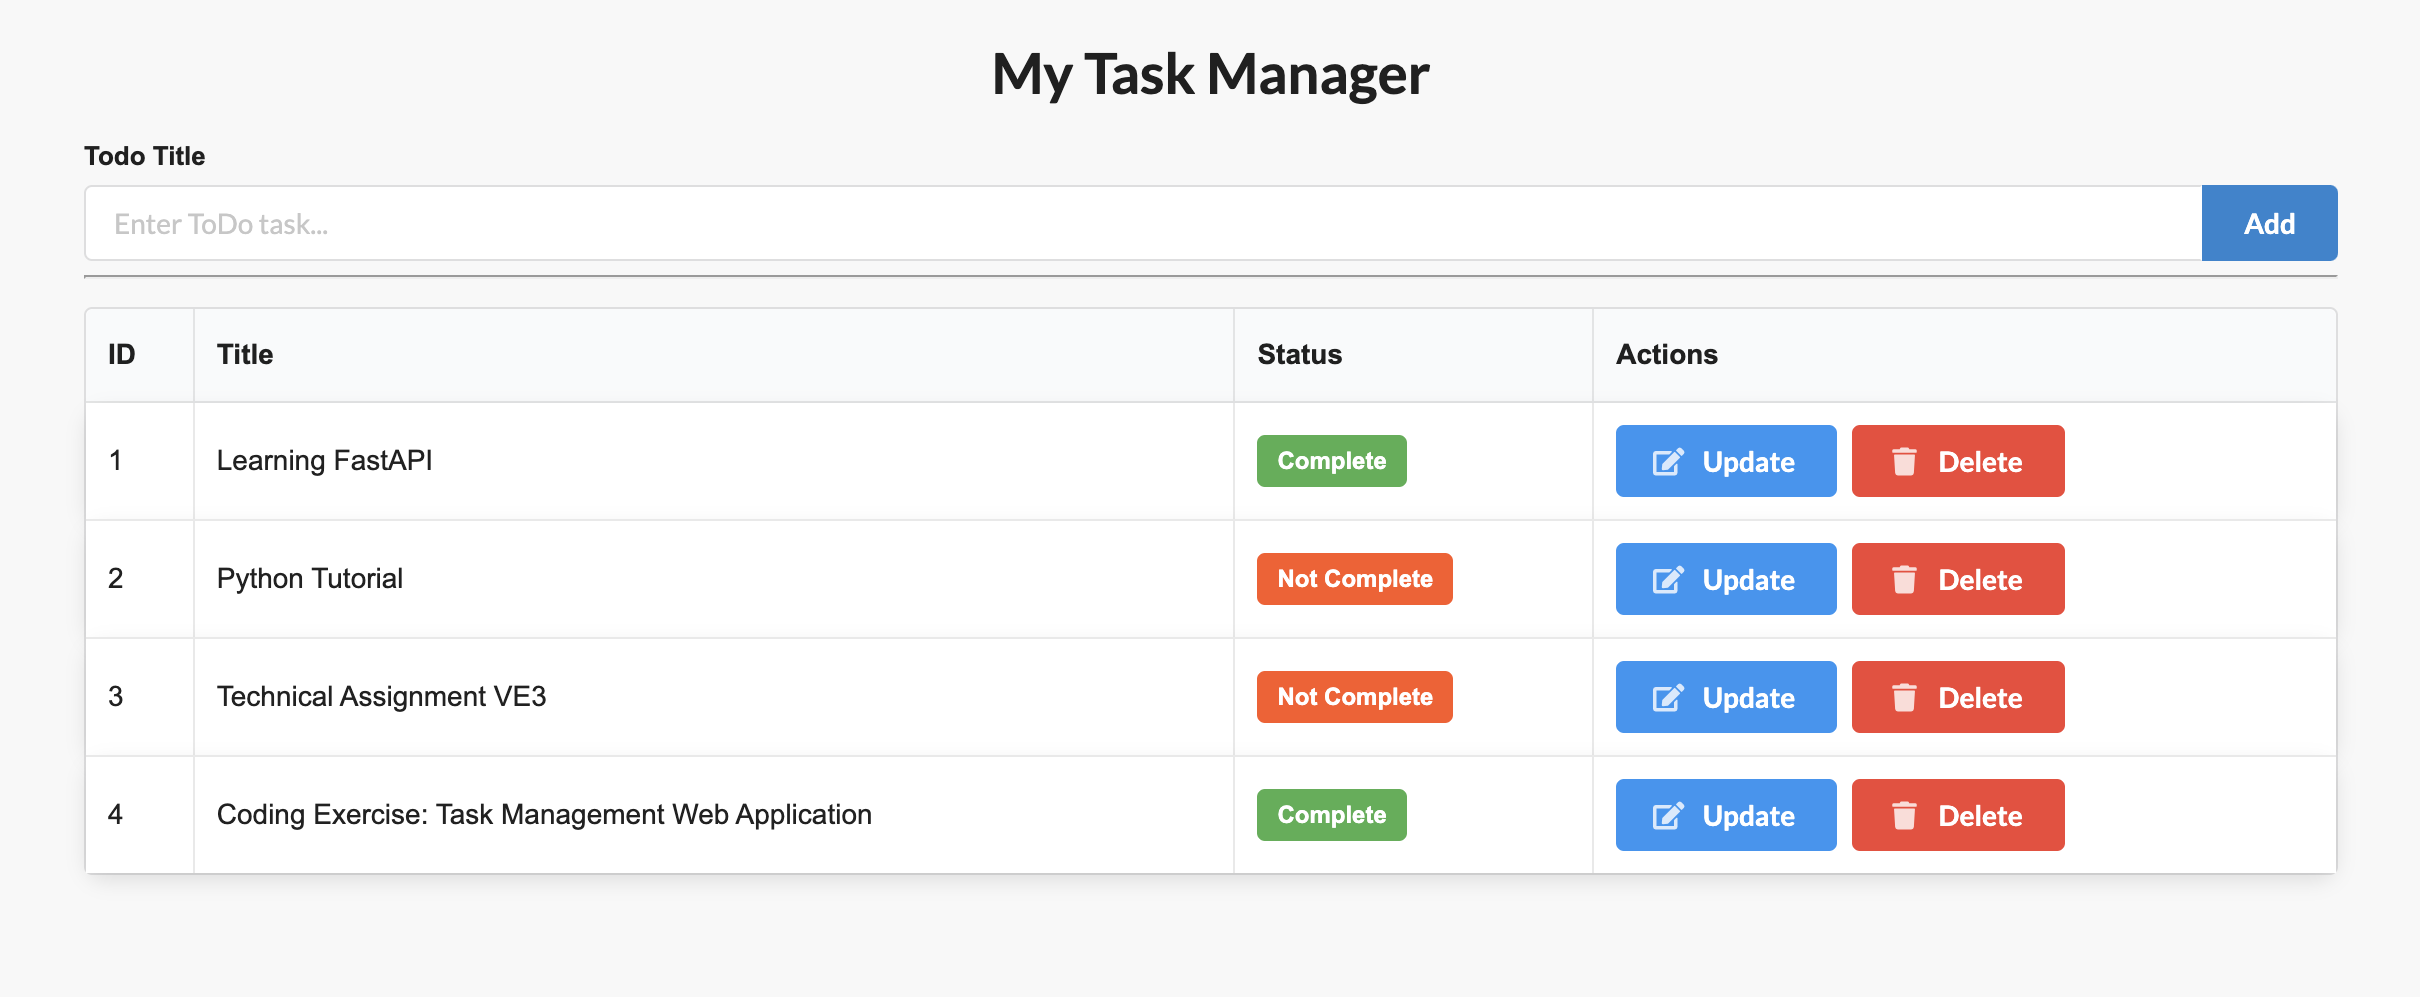 My Task Manager
Todo Title
Enter ToDo task...
Add
ID Title Status Actions
1 Learning FastAPI Complete Update Delete
2 Python Tutorial Not Complete Update Delete
3 Technical Assignment VE3 Not Complete Update Delete
4 Coding Exercise: Task Management Web Application Complete Update Delete